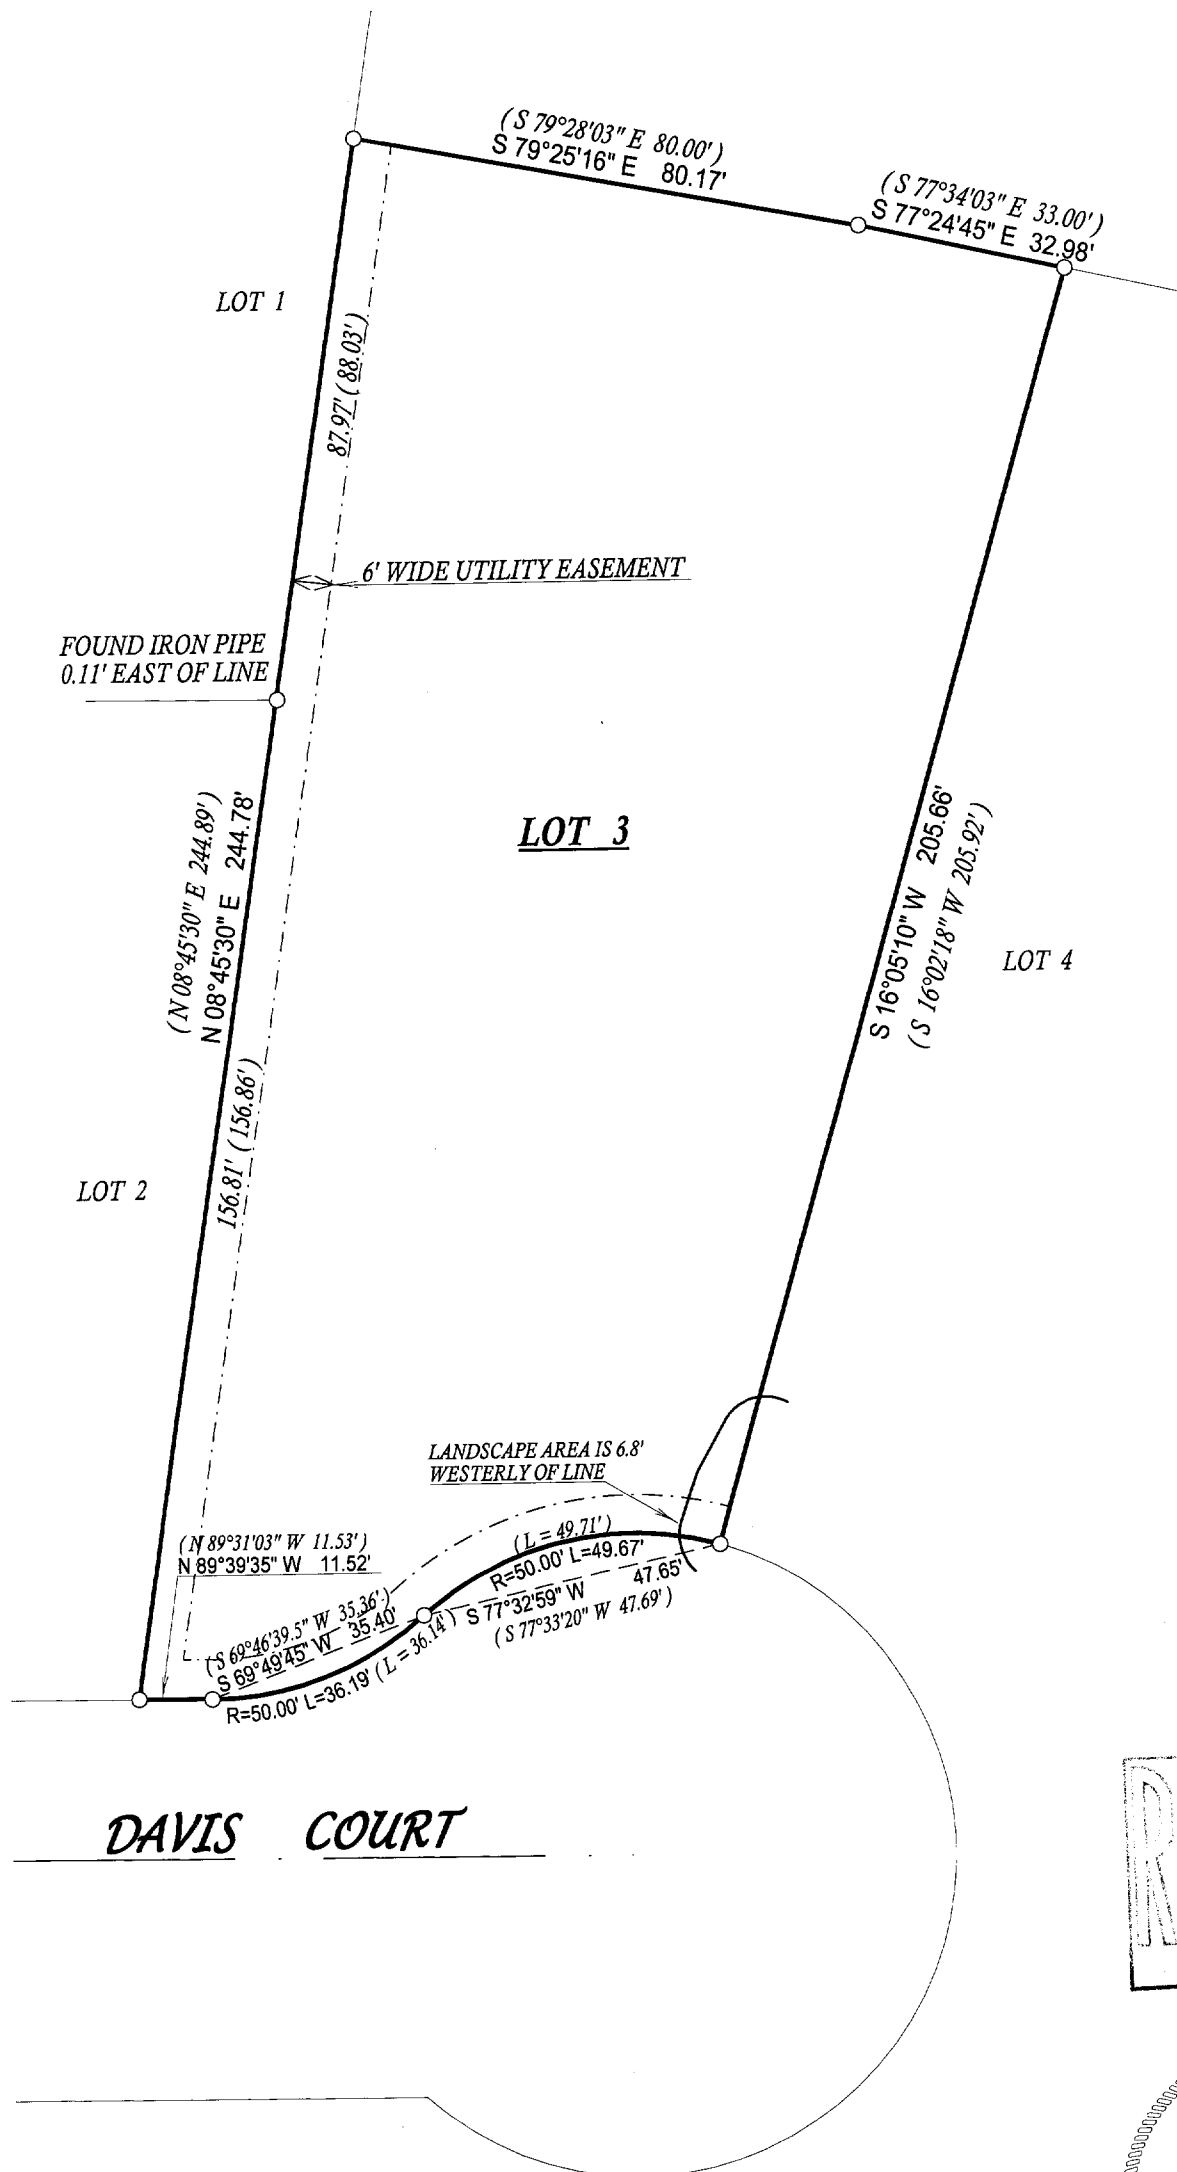 ( S 79°28'03" E 80.00' )
S 79°25'16" E 80.17'
( S 77°34'03" E 33.00' )
S 77°24'45" E 32.98'
LOT 1
87.97' ( 88.03' )
6' WIDE UTILITY EASEMENT
FOUND IRON PIPE
0.11' EAST OF LINE
( N 08°45'30" E 244.89' )
N 08°45'30" E 244.78'
LOT 3
S 16°05'10" W 205.66'
( S 16°02'18" W 205.92' )
LOT 4
156.81' ( 156.86' )
LOT 2
LANDSCAPE AREA IS 6.8'
WESTERLY OF LINE
( N 89°31'03" W 11.53' )
N 89°39'35" W 11.52'
( L = 49.71' )
R=50.00' L=49.67'
S 77°32'59" W 47.65'
( S 77°33'20" W 47.69' )
( S 69°46'39.5" W 35.36' )
S 69°49'45" W 35.40'
R=50.00' L=36.19' ( L = 36.14' )
DAVIS COURT
R